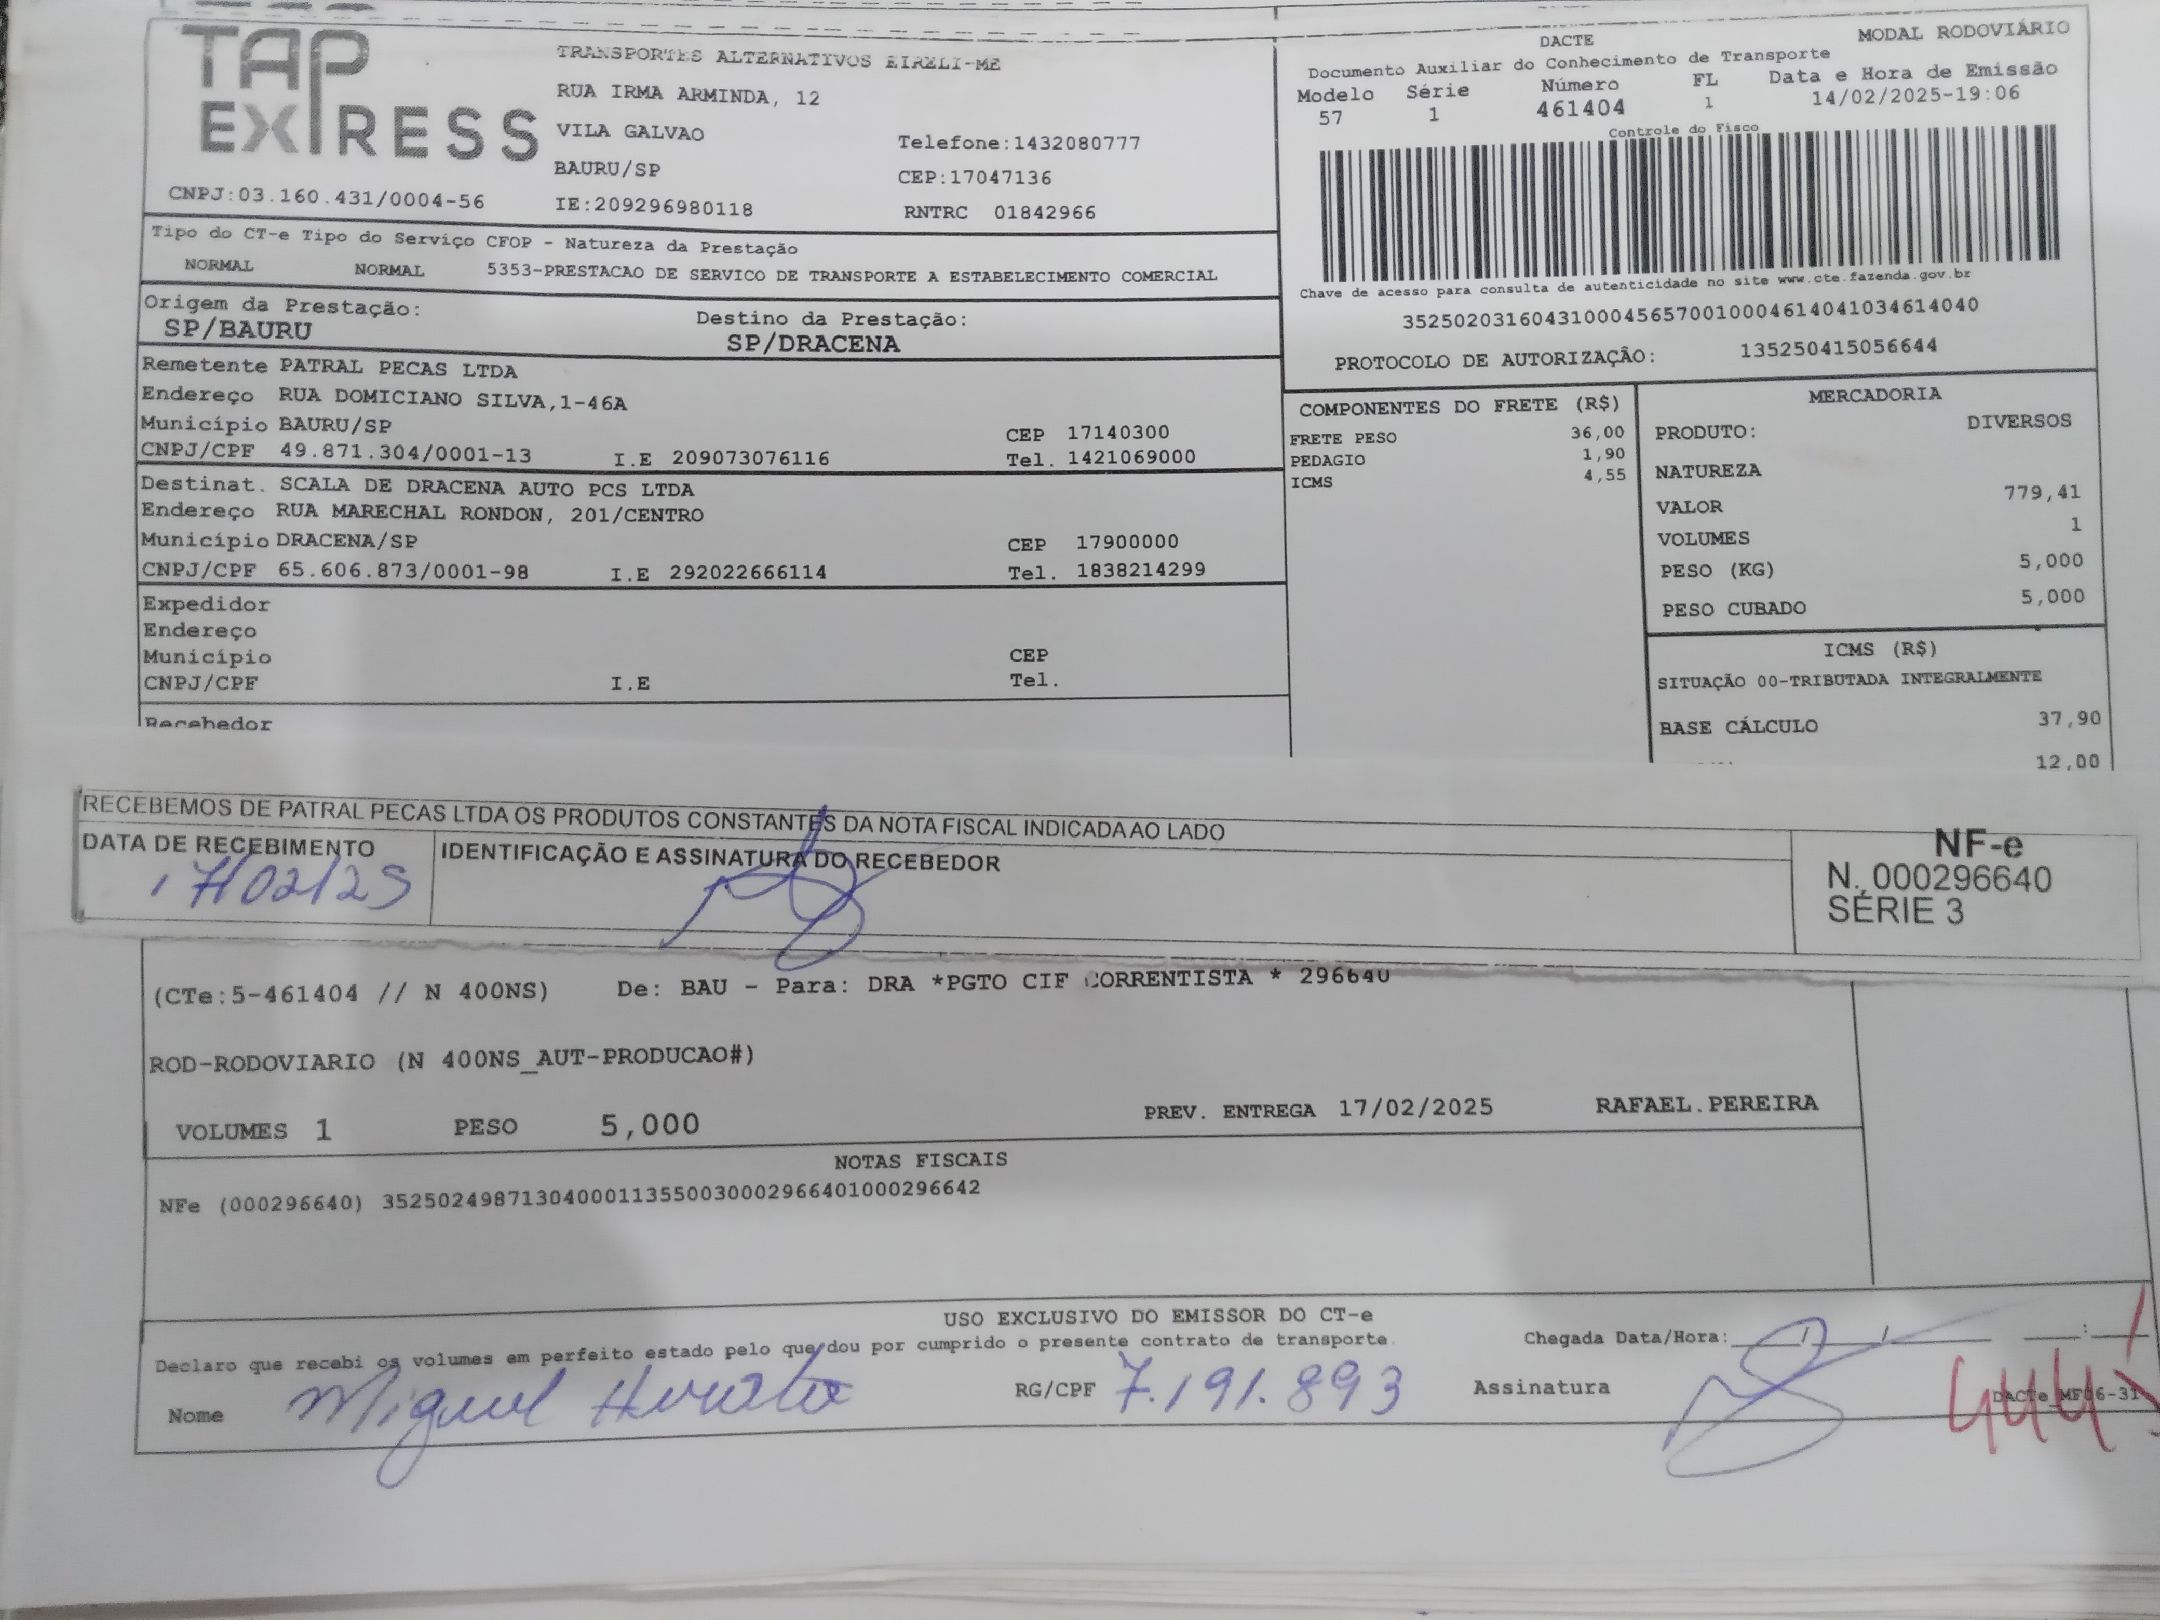 TAP
EXPRESS
TRANSPORTES ALTERNATIVOS EIRELI-ME
RUA IRMA ARMINDA, 12
VILA GALVAO Telefone:1432080777
BAURU/SP CEP:17047136
CNPJ:03.160.431/0004-56 IE:209296980118 RNTRC 01842966
DACTE MODAL RODOVIÁRIO
Documento Auxiliar do Conhecimento de Transporte
Modelo Série Número FL Data e Hora de Emissão
57 1 461404 1 14/02/2025-19:06
Controle do Fisco
Chave de acesso para consulta de autenticidade no site www.cte.fazenda.gov.br
35250203160431000456570010004614041034614040
PROTOCOLO DE AUTORIZAÇÃO: 135250415056644
Tipo do CT-e Tipo do Serviço CFOP - Natureza da Prestação
NORMAL NORMAL 5353-PRESTACAO DE SERVICO DE TRANSPORTE A ESTABELECIMENTO COMERCIAL
Origem da Prestação: Destino da Prestação:
SP/BAURU SP/DRACENA
Remetente PATRAL PECAS LTDA
Endereço RUA DOMICIANO SILVA,1-46A
Município BAURU/SP CEP 17140300
CNPJ/CPF 49.871.304/0001-13 I.E 209073076116 Tel. 1421069000
Destinat. SCALA DE DRACENA AUTO PCS LTDA
Endereço RUA MARECHAL RONDON, 201/CENTRO
Município DRACENA/SP CEP 17900000
CNPJ/CPF 65.606.873/0001-98 I.E 292022666114 Tel. 1838214299
Expedidor
Endereço
Município CEP
CNPJ/CPF I.E Tel.
Recebedor
COMPONENTES DO FRETE (R$)
FRETE PESO 36,00
PEDAGIO 1,90
ICMS 4,55
MERCADORIA
PRODUTO: DIVERSOS
NATUREZA
VALOR 779,41
VOLUMES 1
PESO (KG) 5,000
PESO CUBADO 5,000
ICMS (R$)
SITUAÇÃO 00-TRIBUTADA INTEGRALMENTE
BASE CÁLCULO 37,90
12,00
RECEBEMOS DE PATRAL PECAS LTDA OS PRODUTOS CONSTANTES DA NOTA FISCAL INDICADA AO LADO
DATA DE RECEBIMENTO IDENTIFICAÇÃO E ASSINATURA DO RECEBEDOR
17/02/25
NF-e
N. 000296640
SÉRIE 3
(CTe:5-461404 // N 400NS) De: BAU - Para: DRA *PGTO CIF CORRENTISTA * 296640
ROD-RODOVIARIO (N 400NS_AUT-PRODUCAO#)
VOLUMES 1 PESO 5,000 PREV. ENTREGA 17/02/2025 RAFAEL.PEREIRA
NOTAS FISCAIS
NFe (000296640) 35250249871304000113550030002966401000296642
USO EXCLUSIVO DO EMISSOR DO CT-e
Declaro que recebi os volumes em perfeito estado pelo que dou por cumprido o presente contrato de transporte. Chegada Data/Hora: / / :
Nome Miguel RG/CPF 7.191.893 Assinatura